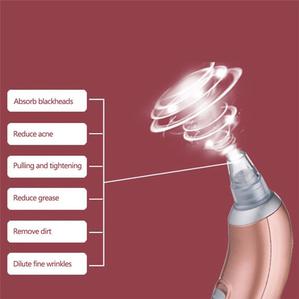 Absorb blackheads
Reduce acne
Pulling and tightening
Reduce grease
Remove dirt
Dilute fine wrinkles